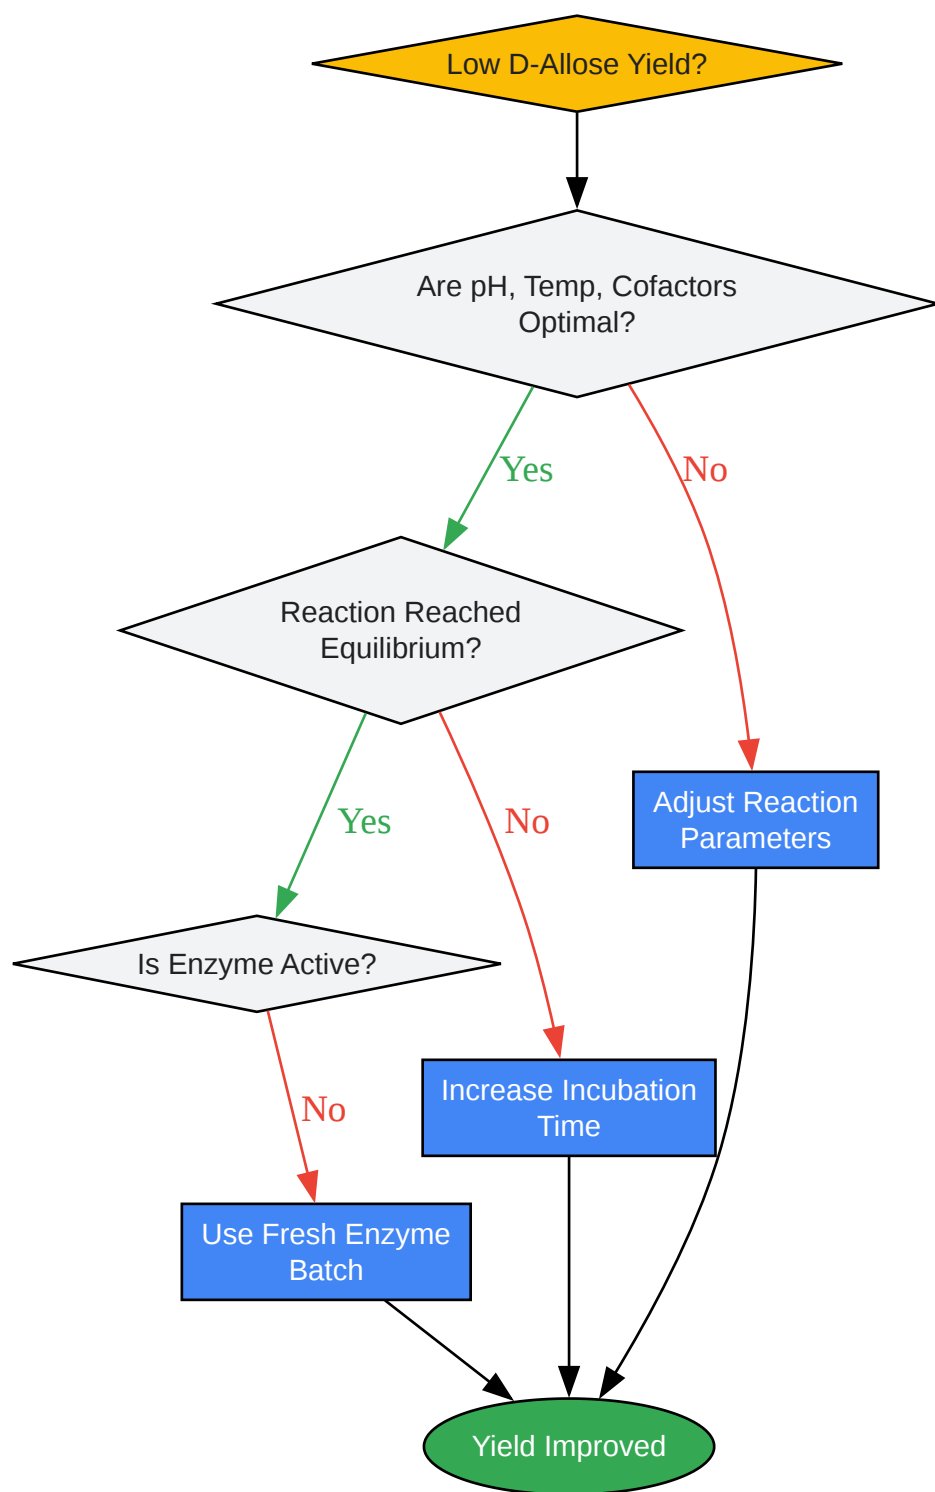 Low D-Allose Yield?
Are pH, Temp, Cofactors
Optimal?
Yes
No
Reaction Reached
Equilibrium?
Adjust Reaction
Parameters
Yes
No
Is Enzyme Active?
Increase Incubation
Time
No
Use Fresh Enzyme
Batch
Yield Improved